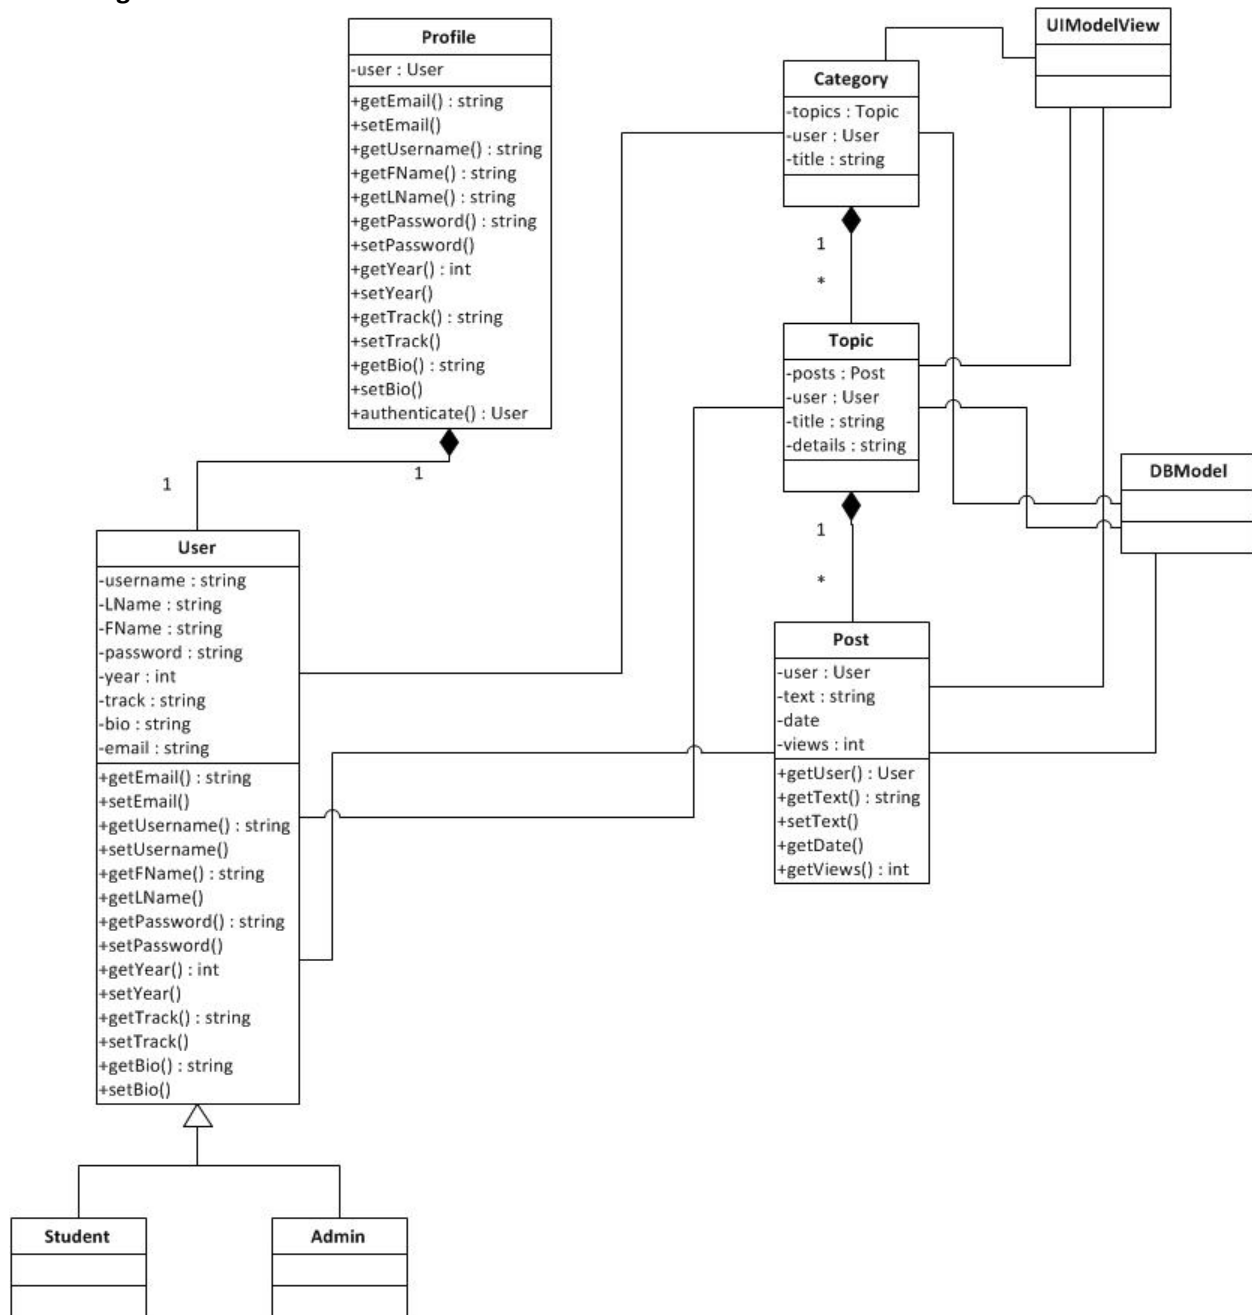 Profile
-user : User
+getEmail() : string
+setEmail()
+getUsername() : string
+getFName() : string
+getLName() : string
+getPassword() : string
+setPassword()
+getYear() : int
+setYear()
+getTrack() : string
+setTrack()
+getBio() : string
+setBio()
+authenticate() : User
1
1
User
-username : string
-LName : string
-FName : string
-password : string
-year : int
-track : string
-bio : string
-email : string
+getEmail() : string
+setEmail()
+getUsername() : string
+setUsername()
+getFName() : string
+getLName()
+getPassword() : string
+setPassword()
+getYear() : int
+setYear()
+getTrack() : string
+setTrack()
+getBio() : string
+setBio()
Student
Admin
Category
-topics : Topic
-user : User
-title : string
1
*
Topic
-posts : Post
-user : User
-title : string
-details : string
1
*
Post
-user : User
-text : string
-date
-views : int
+getUser() : User
+getText() : string
+setText()
+getDate()
+getViews() : int
UIModelView
DBModel